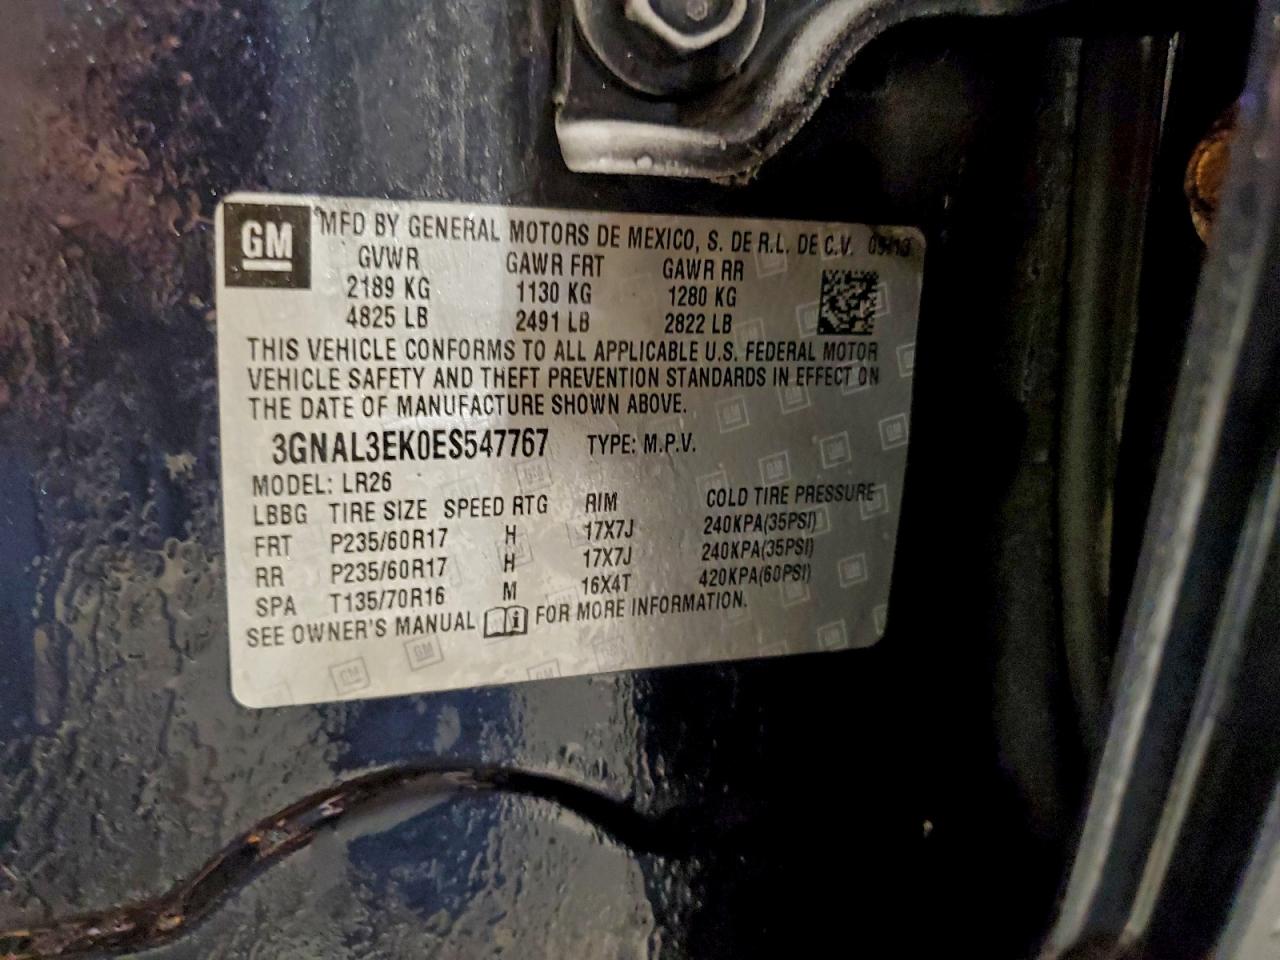 GM MFD BY GENERAL MOTORS DE MEXICO, S. DE R.L. DE C.V.
GVWR GAWR FRT GAWR RR
2189 KG 1130 KG 1280 KG
4825 LB 2491 LB 2822 LB
THIS VEHICLE CONFORMS TO ALL APPLICABLE U.S. FEDERAL MOTOR
VEHICLE SAFETY AND THEFT PREVENTION STANDARDS IN EFFECT ON
THE DATE OF MANUFACTURE SHOWN ABOVE.
3GNAL3EK0ES547767 TYPE: M.P.V.
MODEL: LR26
LBBG TIRE SIZE SPEED RTG RIM COLD TIRE PRESSURE
FRT P235/60R17 H 17X7J 240KPA(35PSI)
RR P235/60R17 H 17X7J 240KPA(35PSI)
SPA T135/70R16 M 16X4T 420KPA(60PSI)
SEE OWNER'S MANUAL FOR MORE INFORMATION.